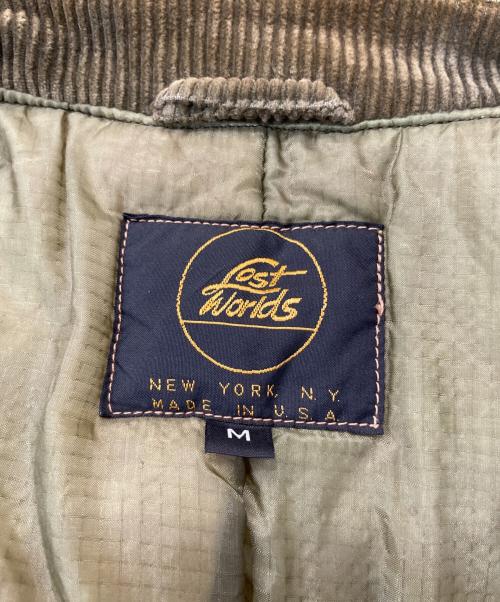 Lost
Worlds
NEW YORK, N.Y.
MADE IN U.S.A.
M